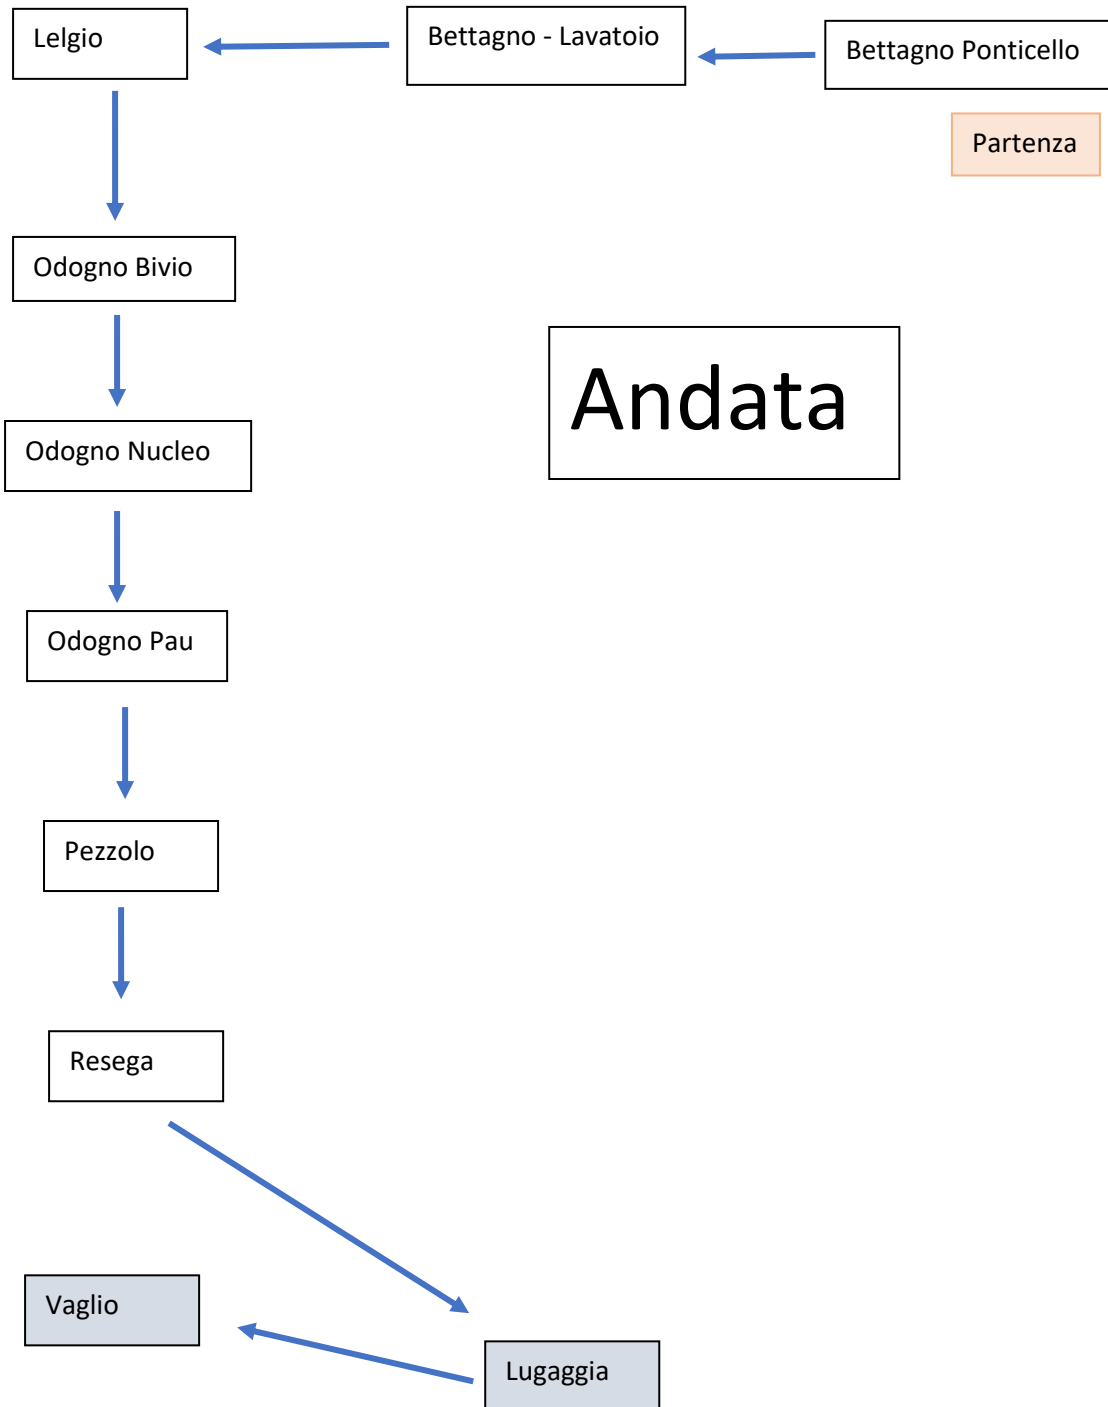 Lelgio
Bettagno - Lavatoio
Bettagno Ponticello
Partenza
Odogno Bivio
Andata
Odogno Nucleo
Odogno Pau
Pezzolo
Resega
Vaglio
Lugaggia